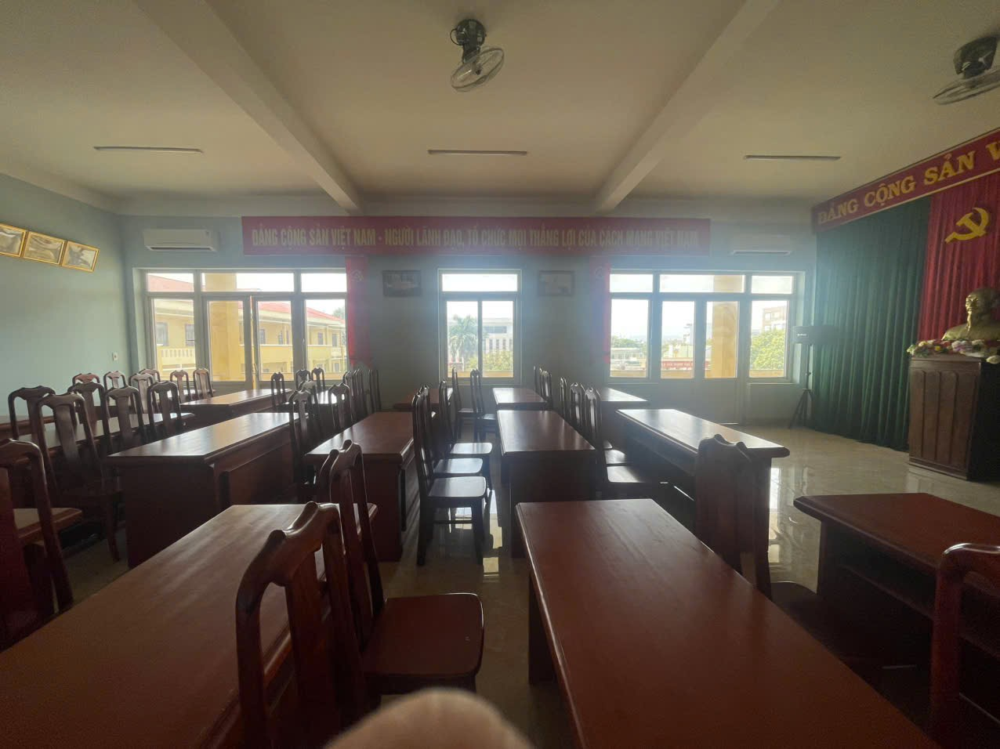 ĐẢNG CỘNG SẢN VIỆT NAM - NGƯỜI LÃNH ĐẠO, TỔ CHỨC MỌI THẮNG LỢI CỦA CÁCH MẠNG VIỆT NAM
ĐẢNG CỘNG SẢN V